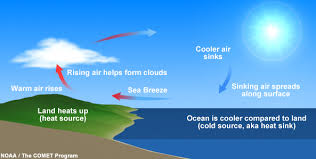 Cooler air
sinks
Rising air helps form clouds
Warm air rises
Sea Breeze
Sinking air spreads
along surface
Land heats up
(heat source)
Ocean is cooler compared to land
(cold source, aka heat sink)
NOAA / The COMET Program